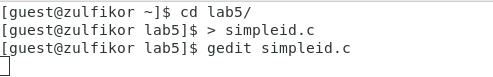 [guest@zulfikor ~]$ cd lab5/
[guest@zulfikor lab5]$ > simpleid.c
[guest@zulfikor lab5]$ gedit simpleid.c